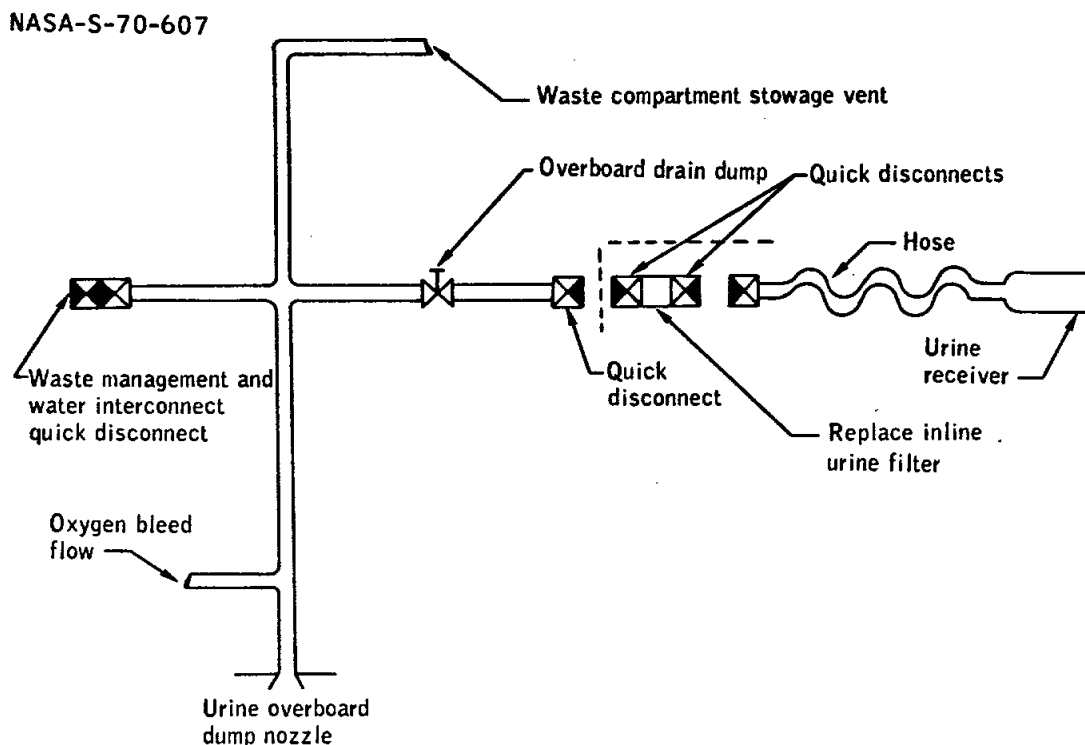 NASA-S-70-607
Waste compartment stowage vent
Overboard drain dump
Quick disconnects
Hose
Waste management and
water interconnect
quick disconnect
Quick
disconnect
Urine
receiver
Replace inline
urine filter
Oxygen bleed
flow
Urine overboard
dump nozzle